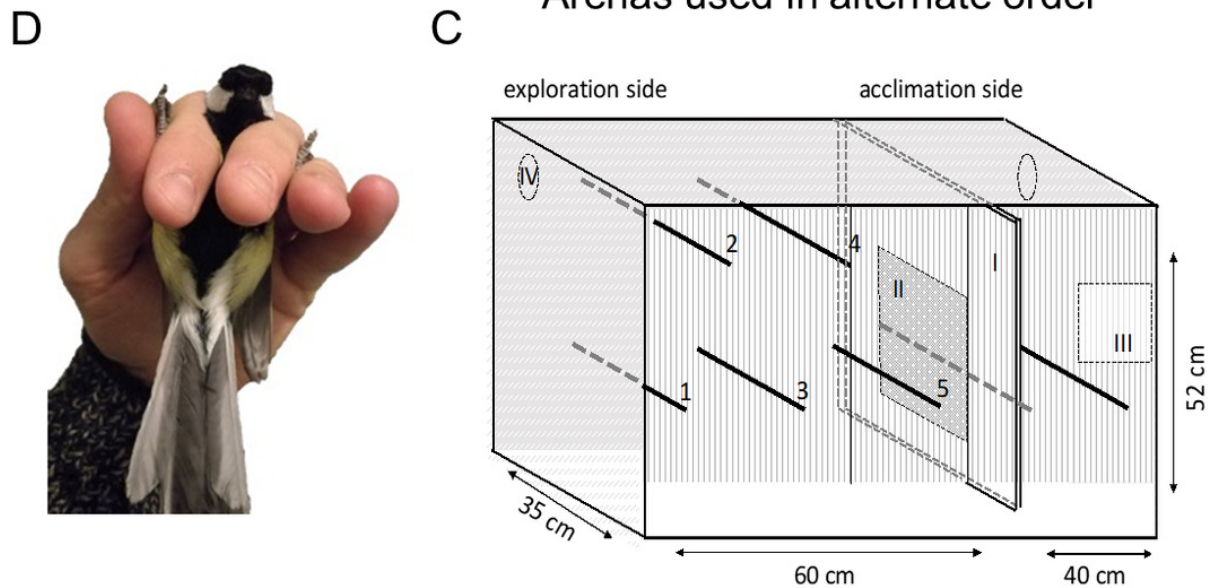 Arenas used in alternate order
D
C
exploration side
acclimation side
IV
2
4
I
II
III
1
3
5
52 cm
35 cm
60 cm
40 cm